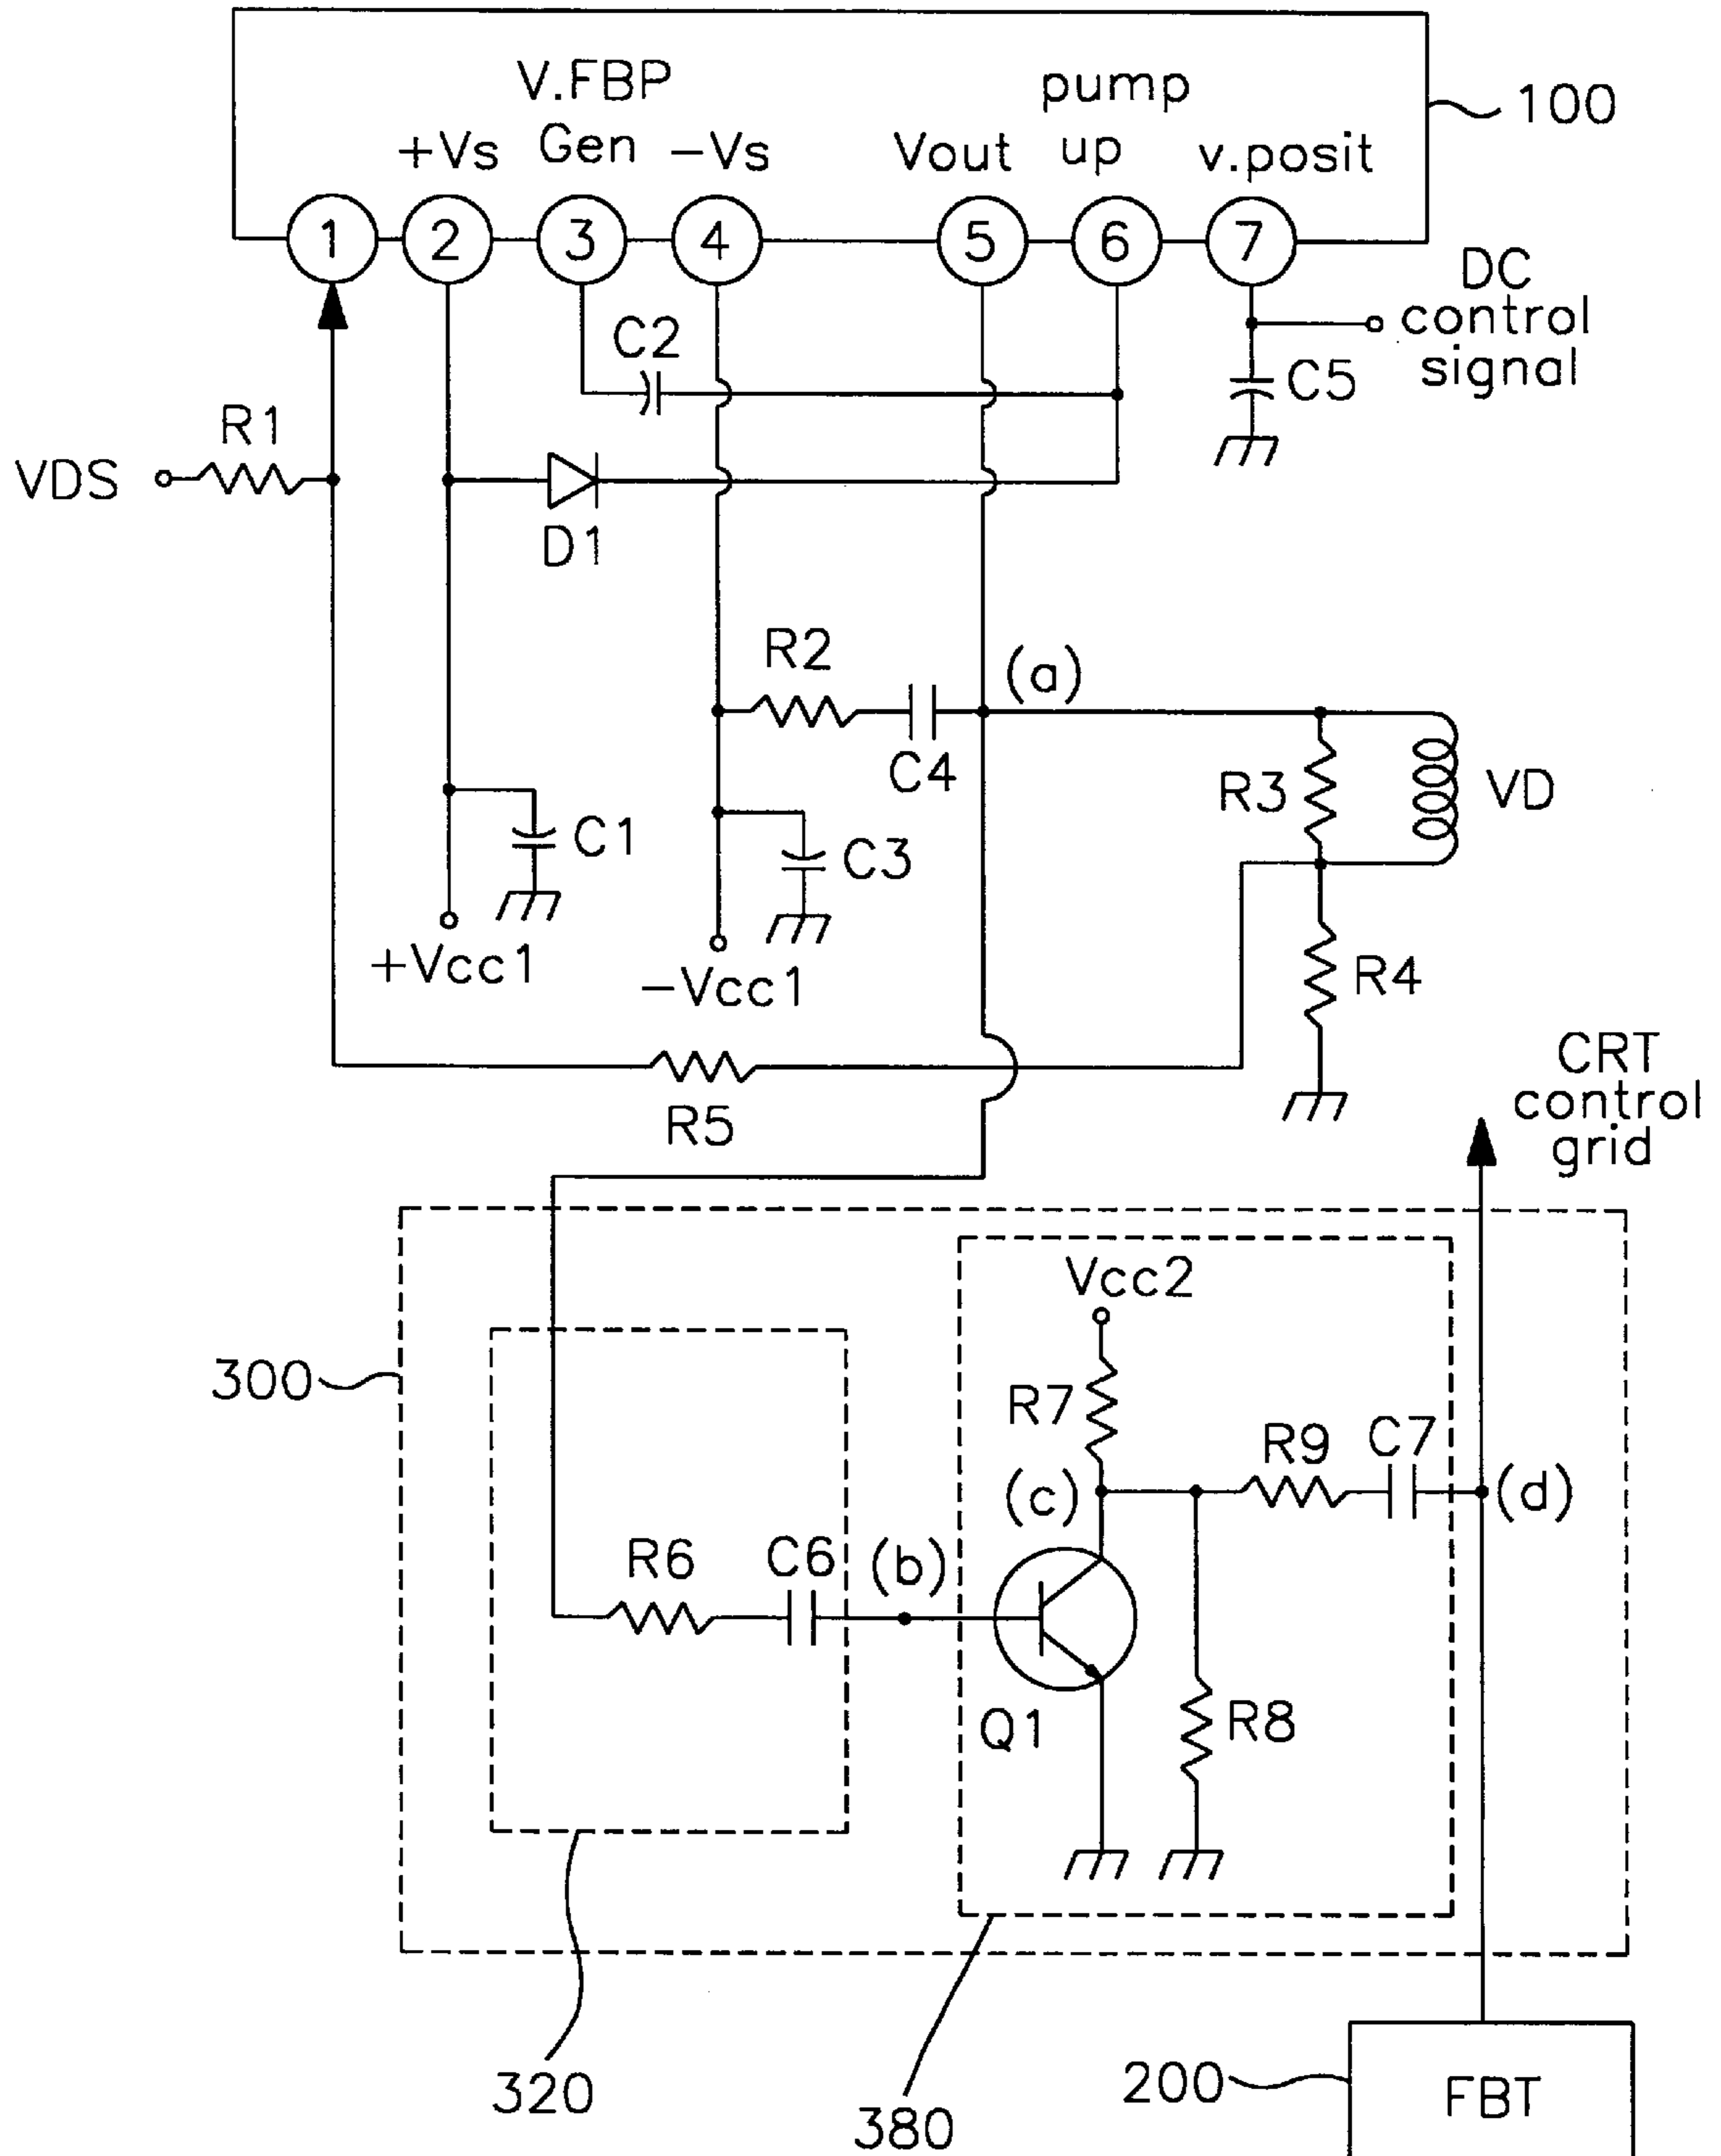 V.FBP
Gen
pump
up
100
+Vs
-Vs
Vout
v.posit
1
2
3
4
5
6
7
DC
control
signal
C2
C5
R1
VDS
D1
R2
(a)
C4
R3
VD
C1
C3
+Vcc1
-Vcc1
R4
R5
CRT
control
grid
Vcc2
300
R7
R9
C7
(c)
(d)
R6
C6
(b)
Q1
R8
320
380
200
FBT